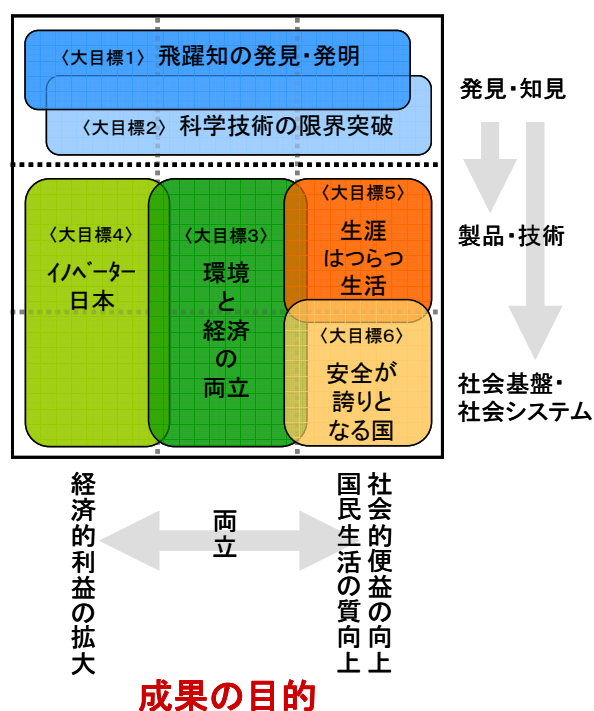 〈大目標１〉 飛躍知の発見・発明
〈大目標２〉 科学技術の限界突破
〈大目標４〉
ｲﾉﾍﾞｰﾀｰ
日本
〈大目標３〉
環境
と
経済
の
両立
〈大目標５〉
生涯
はつらつ
生活
〈大目標６〉
安全が
誇りと
なる国
発見・知見
製品・技術
社会基盤・
社会システム
経済的利益の拡大
両立
社会的便益の向上
国民生活の質向上
成果の目的